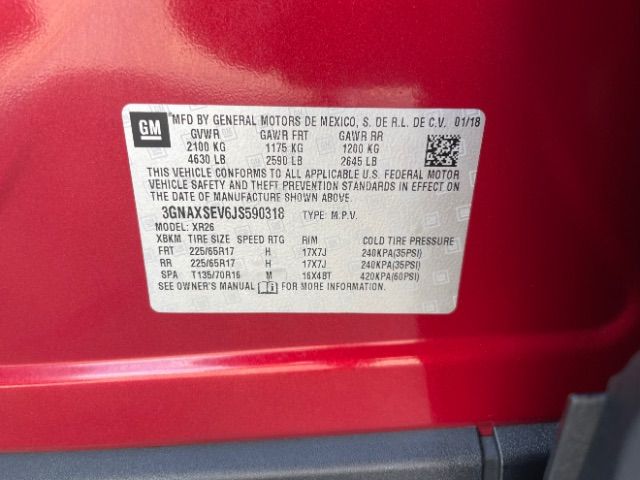 GM
MFD BY GENERAL MOTORS DE MEXICO, S. DE R.L. DE C.V. 01/18
GVWR GAWR FRT GAWR RR
2100 KG 1175 KG 1200 KG
4630 LB 2590 LB 2645 LB
THIS VEHICLE CONFORMS TO ALL APPLICABLE U.S. FEDERAL MOTOR
VEHICLE SAFETY AND THEFT PREVENTION STANDARDS IN EFFECT ON
THE DATE OF MANUFACTURE SHOWN ABOVE.
3GNAXSEV6JS590318 TYPE: M.P.V.
MODEL: XR26
XBKM TIRE SIZE SPEED RTG RIM COLD TIRE PRESSURE
FRT 225/65R17 H 17X7J 240KPA(35PSI)
RR 225/65R17 H 17X7J 240KPA(35PSI)
SPA T135/70R16 M 16X4BT 420KPA(60PSI)
SEE OWNER'S MANUAL FOR MORE INFORMATION.